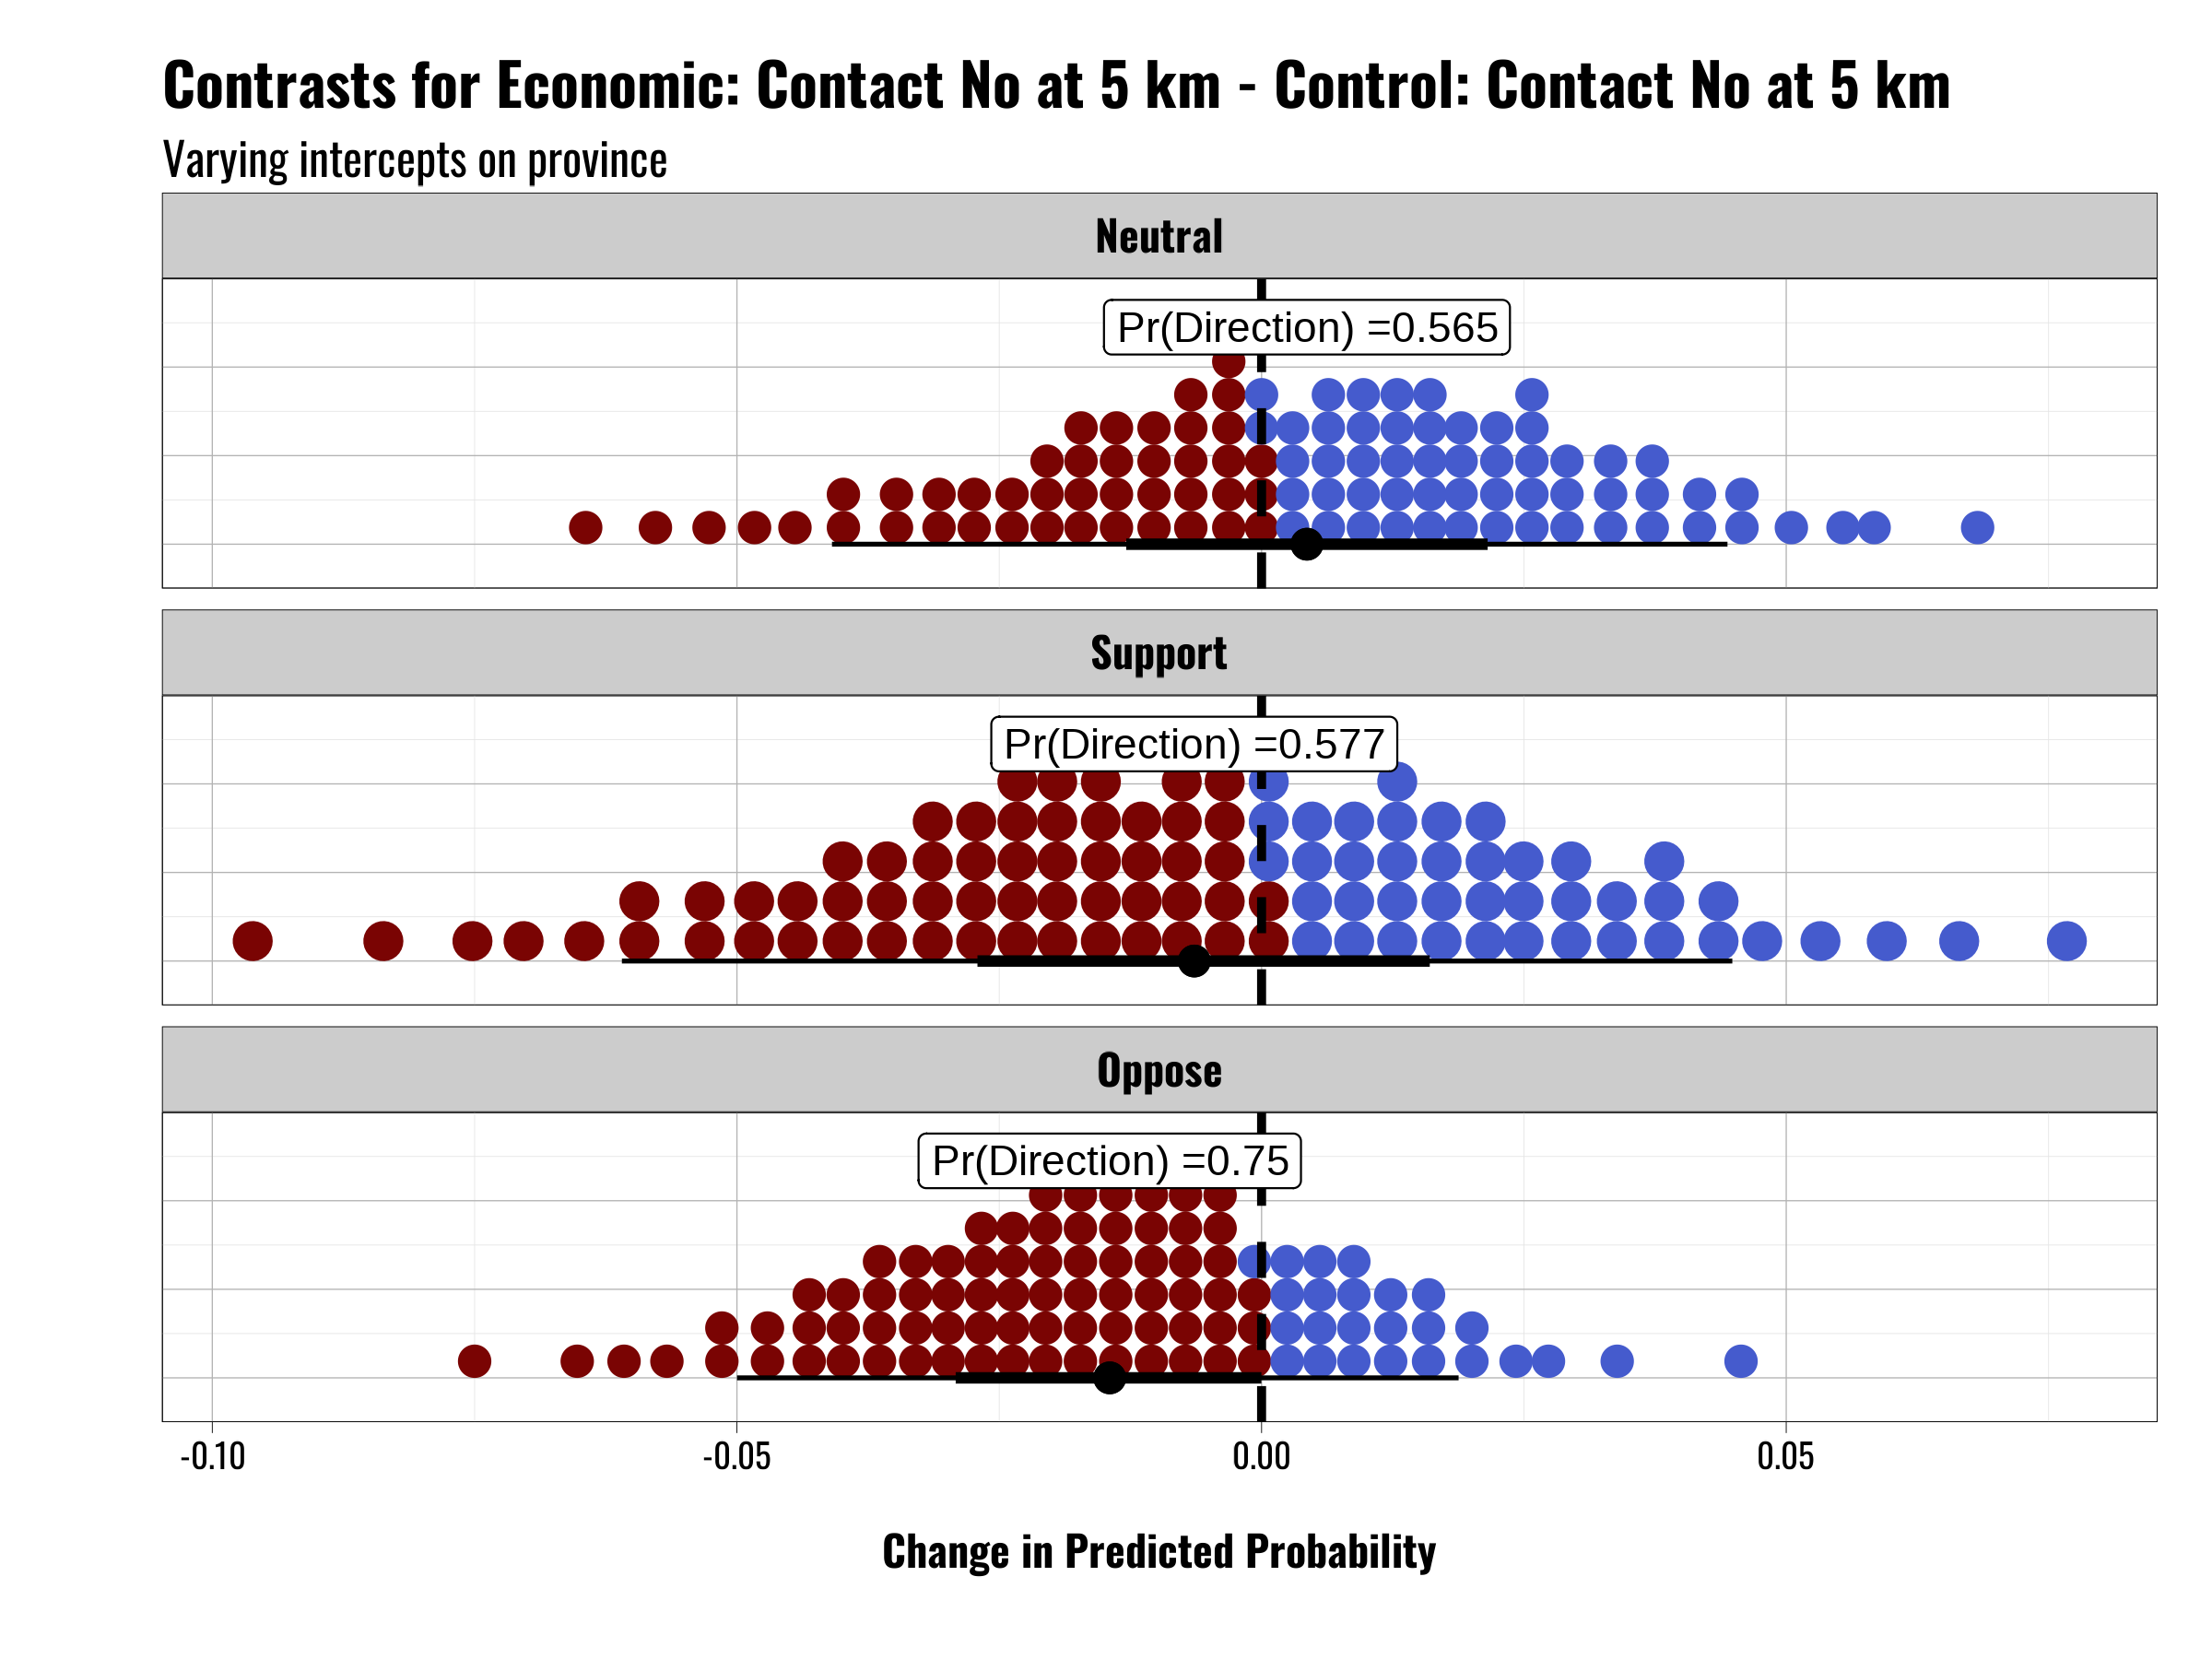 Contrasts for Economic: Contact No at 5 km - Control: Contact No at 5 km
Varying intercepts on province
Neutral
Pr(Direction) =0.565
Support
Pr(Direction) =0.577
Oppose
Pr(Direction) =0.75
-0.10 -0.05 0.00 0.05
Change in Predicted Probability